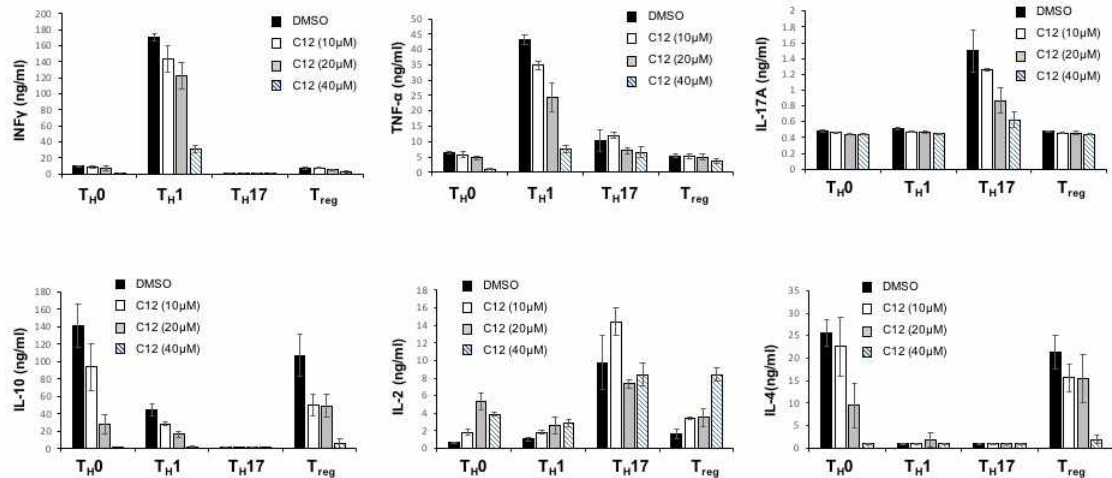 INFγ (ng/ml)
200
180
160
140
120
100
80
60
40
20
0
DMSO
C12 (10µM)
C12 (20µM)
C12 (40µM)
TH0
TH1
TH17
Treg
TNF-α (ng/ml)
50
45
40
35
30
25
20
15
10
5
0
DMSO
C12 (10µM)
C12 (20µM)
C12 (40µM)
TH0
TH1
TH17
Treg
IL-17A (ng/ml)
2
1.8
1.6
1.4
1.2
1
0.8
0.6
0.4
0.2
0
DMSO
C12 (10µM)
C12 (20µM)
C12 (40µM)
TH0
TH1
TH17
Treg
IL-10 (ng/ml)
180
160
140
120
100
80
60
40
20
0
DMSO
C12 (10µM)
C12 (20µM)
C12 (40µM)
TH0
TH1
TH17
Treg
IL-2 (ng/ml)
18
16
14
12
10
8
6
4
2
0
DMSO
C12 (10µM)
C12 (20µM)
C12 (40µM)
TH0
TH1
TH17
Treg
IL-4(ng/ml)
35
30
25
20
15
10
5
0
DMSO
C12 (10µM)
C12 (20µM)
C12 (40µM)
TH0
TH1
TH17
Treg